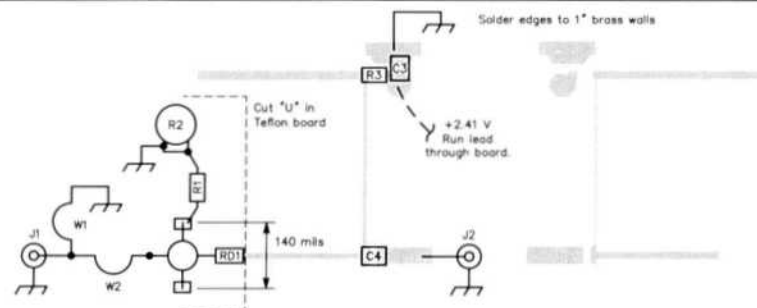 Solder edges to 1" brass walls
R3
C3
Cut "U" in
Teflon board
R2
+2.41 V
Run lead
through board.
R1
W1
J1
140 mils
J2
RD1
C4
W2